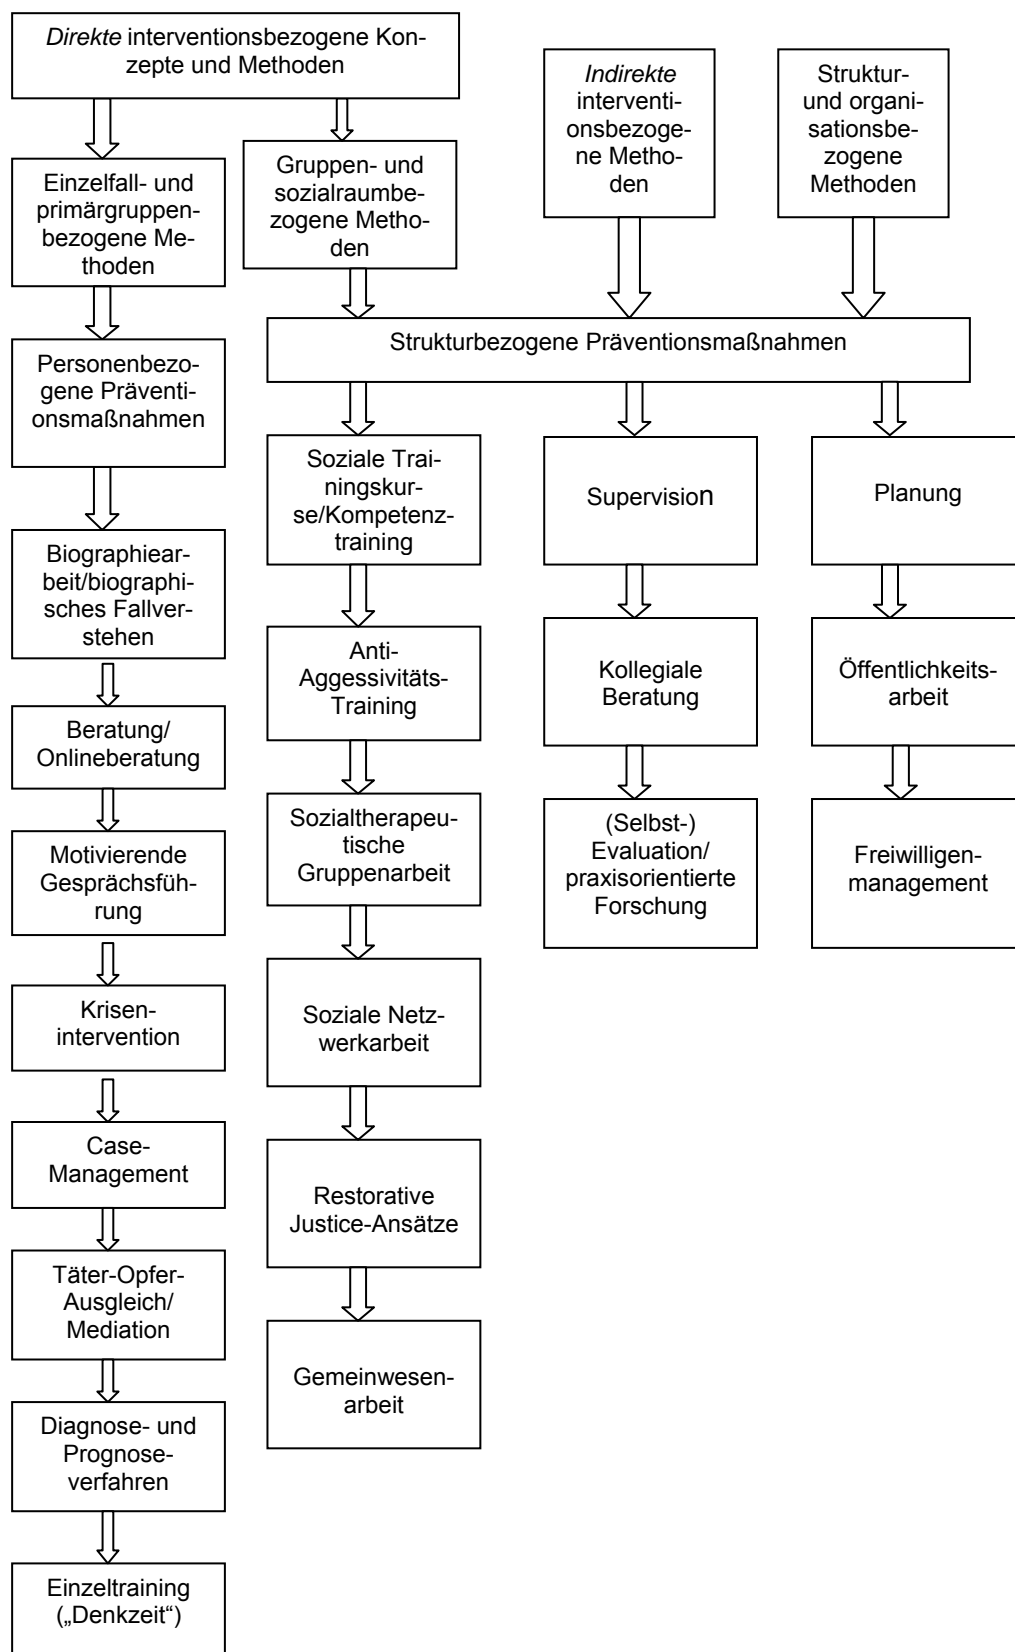 Direkte interventionsbezogene Kon-
zepte und Methoden
Indirekte
interventi-
onsbezoge-
ne Metho-
den
Struktur-
und organi-
sationsbe-
zogene
Methoden
Einzelfall- und
primärgruppen-
bezogene Me-
thoden
Gruppen- und
sozialraumbe-
zogene Metho-
den
Strukturbezogene Präventionsmaßnahmen
Personenbezo-
gene Präventi-
onsmaßnahmen
Biographiear-
beit/biographi-
sches Fallver-
stehen
Beratung/
Onlineberatung
Motivierende
Gesprächsfüh-
rung
Krisen-
intervention
Case-
Management
Täter-Opfer-
Ausgleich/
Mediation
Diagnose- und
Prognose-
verfahren
Einzeltraining
(„Denkzeit“)
Soziale Trai-
ningskur-
se/Kompetenz-
training
Anti-
Aggessivitäts-
Training
Sozialtherapeu-
tische
Gruppenarbeit
Soziale Netz-
werkarbeit
Restorative
Justice-Ansätze
Gemeinwesen-
arbeit
Supervision
Kollegiale
Beratung
(Selbst-)
Evaluation/
praxisorientierte
Forschung
Planung
Öffentlichkeits-
arbeit
Freiwilligen-
management